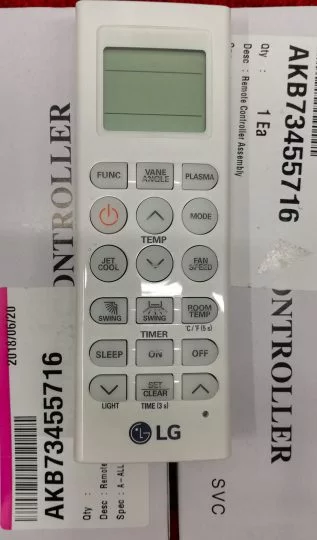 FUNC
VANE
ANGLE
PLASMA
MODE
TEMP
JET
COOL
FAN
SPEED
SWING
SWING
ROOM
TEMP
°C/°F(5 s)
TIMER
SLEEP
ON
OFF
SET
CLEAR
LIGHT
TIME (3 s)
LG
Qty :
1 Ea
Desc : Remote Controller Assembly
AKB73455716
ONTROLLER
ONTROLLER
SVC
2018/06/20
AKB73455716
Qty :
Desc : Remote
Spec : A-ALL